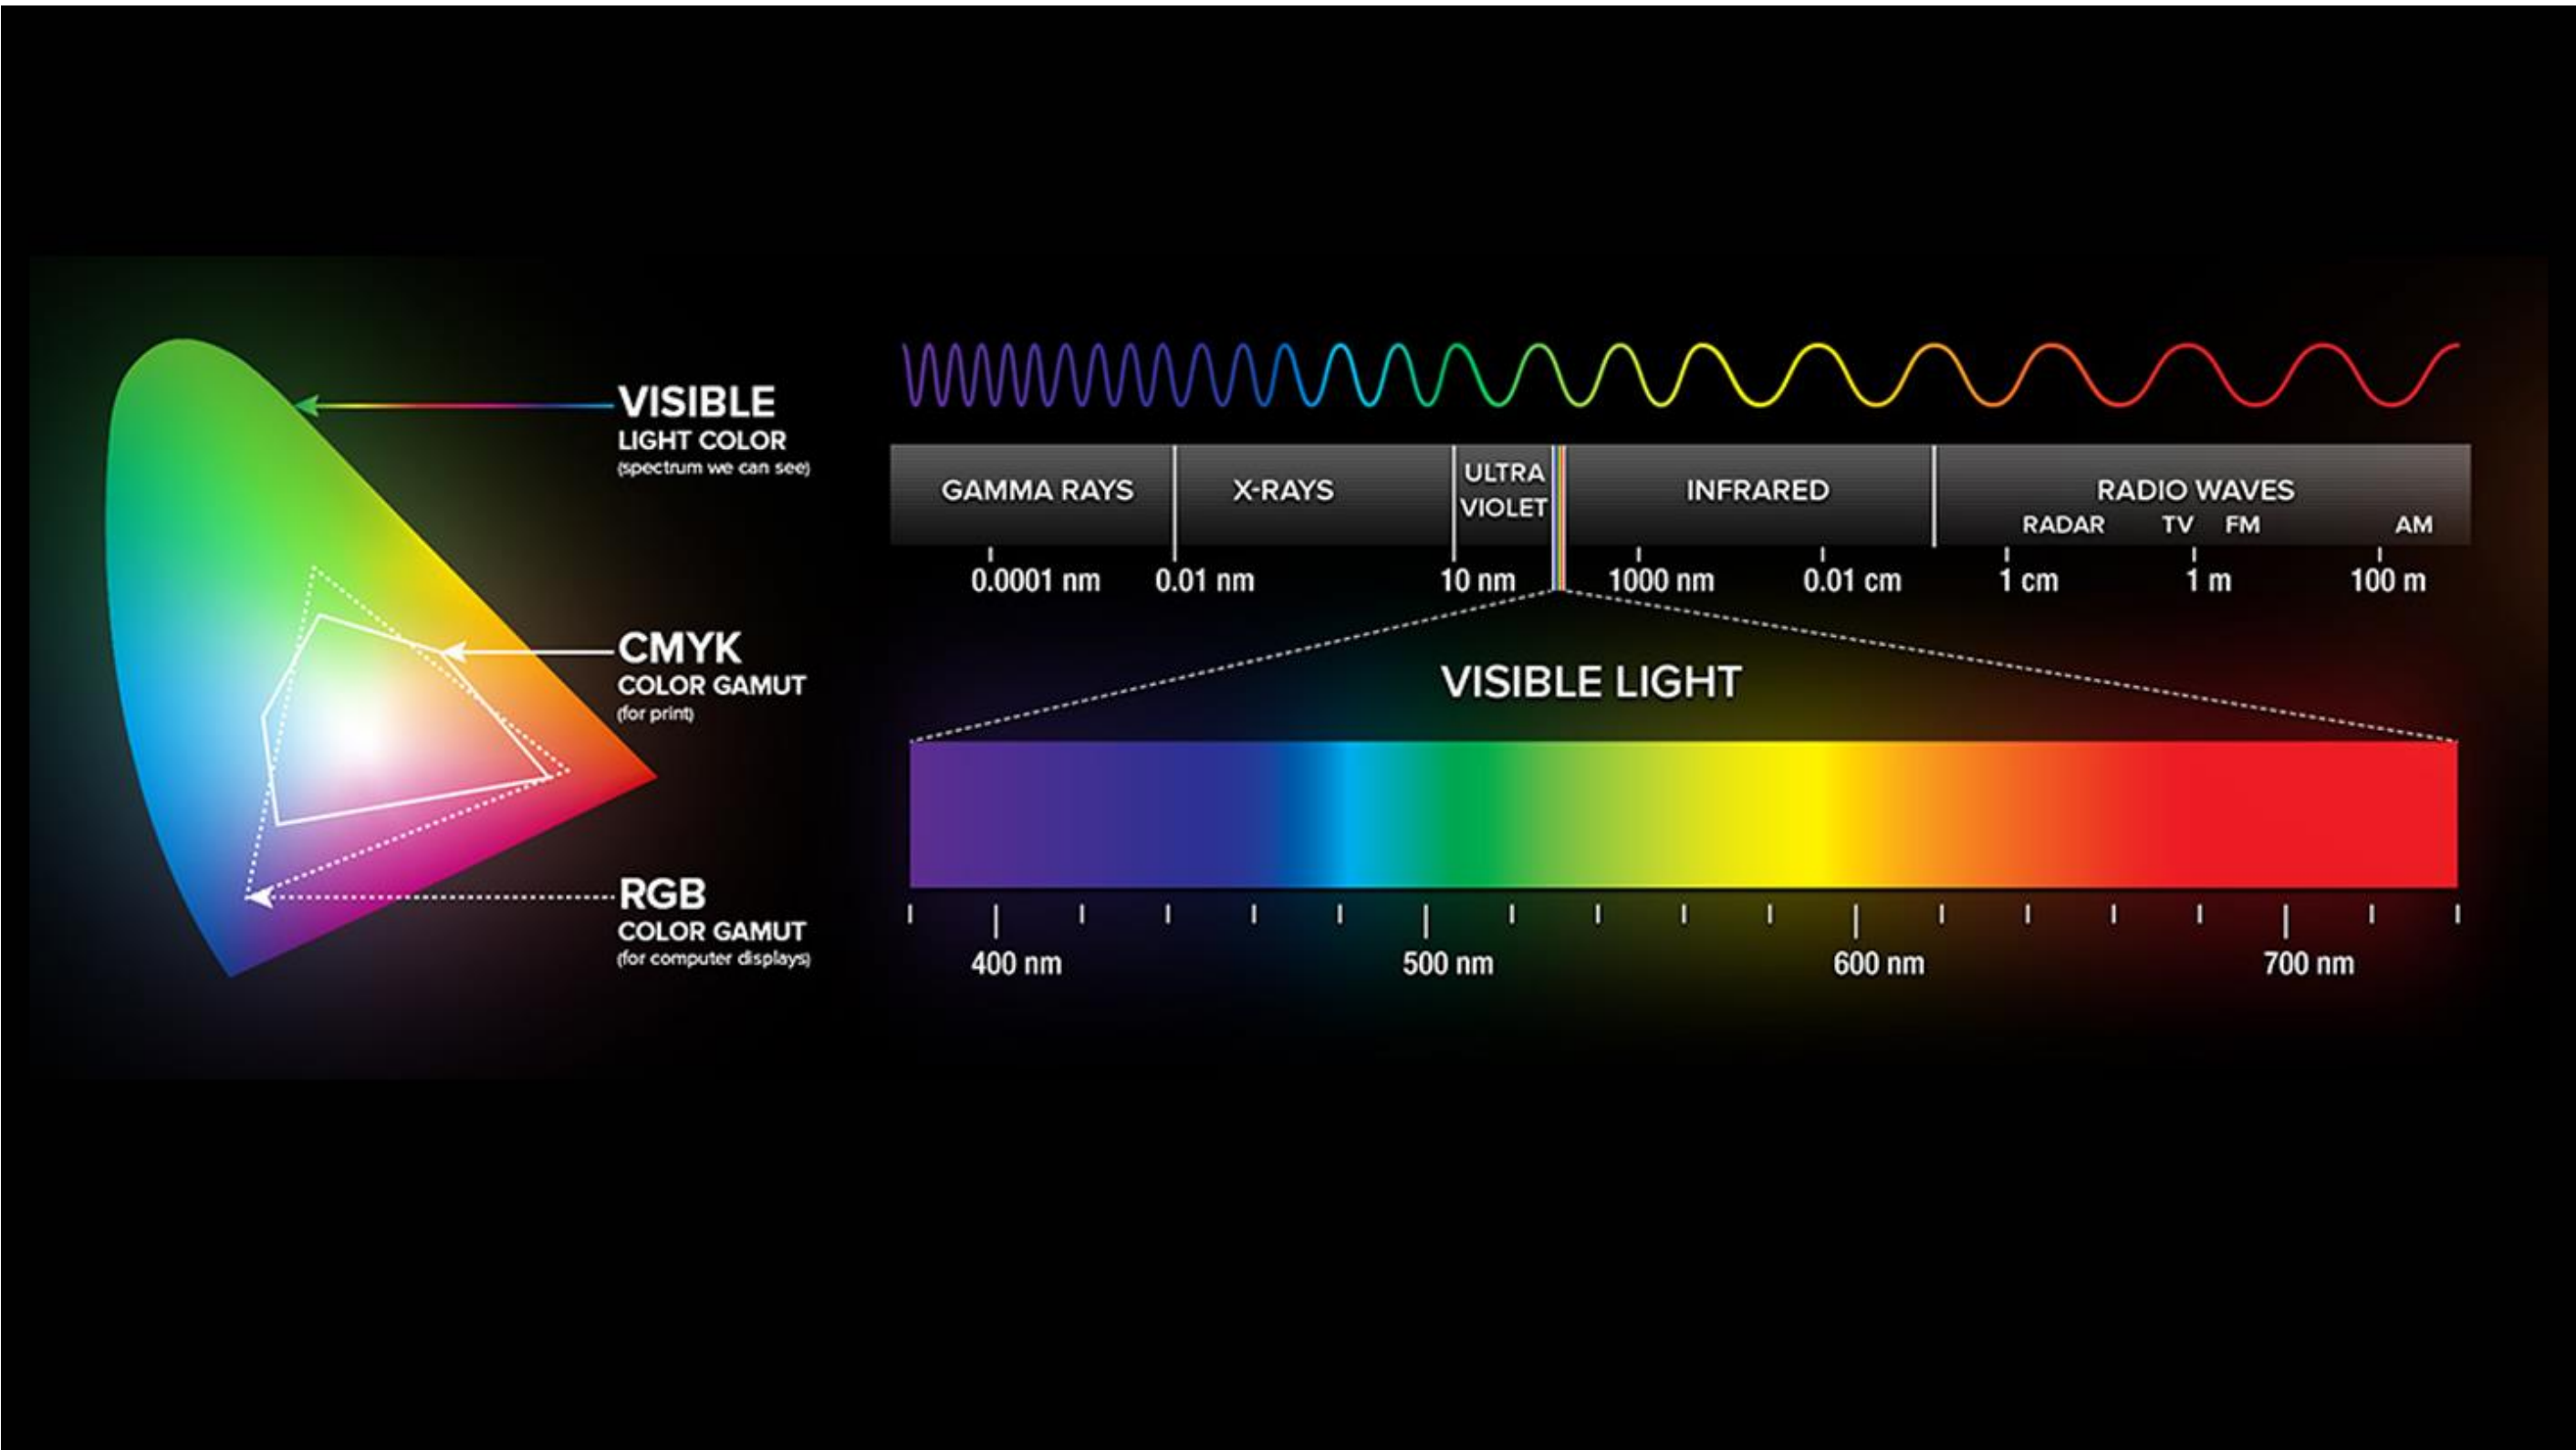 VISIBLE
LIGHT COLOR
(spectrum we can see)
CMYK
COLOR GAMUT
(for print)
RGB
COLOR GAMUT
(for computer displays)
GAMMA RAYS
X-RAYS
ULTRA
VIOLET
INFRARED
RADIO WAVES
RADAR TV FM AM
0.0001 nm 0.01 nm 10 nm 1000 nm 0.01 cm 1 cm 1 m 100 m
VISIBLE LIGHT
400 nm 500 nm 600 nm 700 nm